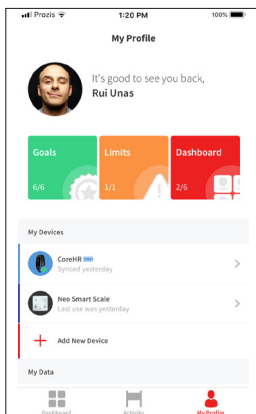 Prozis 1:20 PM 100%
My Profile
It's good to see you back,
Rui Unas
Goals Limits Dashboard
6/6 1/1 2/6
My Devices
CoreHR
Synced yesterday
Neo Smart Scale
Last use was yesterday
Add New Device
My Data
Dashboard Activity My Profile